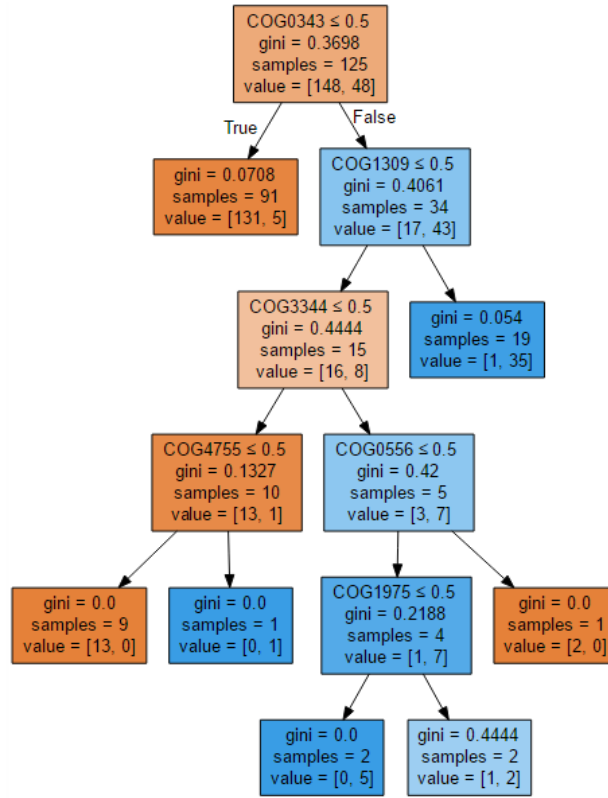 COG0343 ≤ 0.5
gini = 0.3698
samples = 125
value = [148, 48]
True
False
gini = 0.0708
samples = 91
value = [131, 5]
COG1309 ≤ 0.5
gini = 0.4061
samples = 34
value = [17, 43]
COG3344 ≤ 0.5
gini = 0.4444
samples = 15
value = [16, 8]
gini = 0.054
samples = 19
value = [1, 35]
COG4755 ≤ 0.5
gini = 0.1327
samples = 10
value = [13, 1]
COG0556 ≤ 0.5
gini = 0.42
samples = 5
value = [3, 7]
gini = 0.0
samples = 9
value = [13, 0]
gini = 0.0
samples = 1
value = [0, 1]
COG1975 ≤ 0.5
gini = 0.2188
samples = 4
value = [1, 7]
gini = 0.0
samples = 1
value = [2, 0]
gini = 0.0
samples = 2
value = [0, 5]
gini = 0.4444
samples = 2
value = [1, 2]